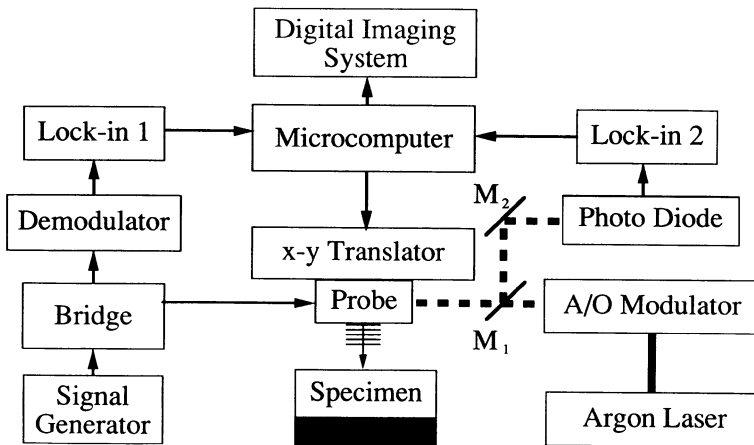 Digital Imaging
System
Lock-in 1
Microcomputer
Lock-in 2
Demodulator
M2
Photo Diode
x-y Translator
Bridge
Probe
A/O Modulator
M1
Signal
Generator
Specimen
Argon Laser